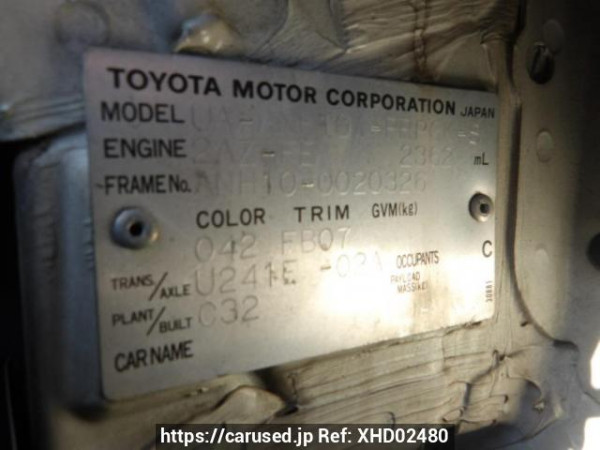 TOYOTA MOTOR CORPORATION JAPAN
MODEL
ENGINE 2AZ-FE 2362 mL
FRAME No. ANH10-0020326
COLOR TRIM GVM(kg)
042 FB07
TRANS/AXLE U241E -02A OCCUPANTS C
PAYLOAD MASS(kg)
PLANT/BUILT C32
CAR NAME
https://carused.jp Ref: XHD02480